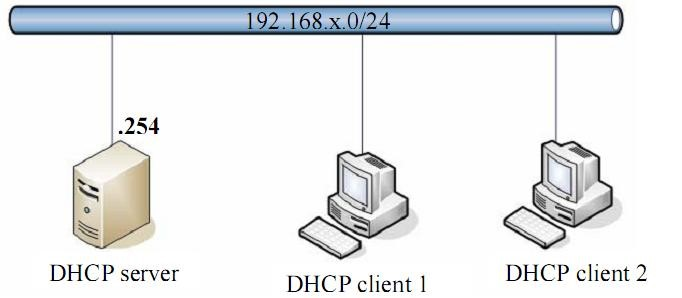 192.168.x.0/24
.254
DHCP server
DHCP client 1
DHCP client 2